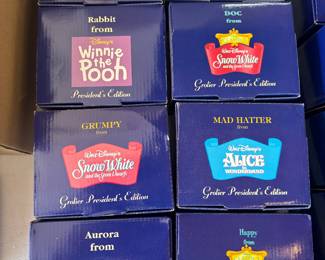 Rabbit
from
Disney's
Winnie
the
Pooh
President's Edition
DOC
from
Snow White
and the Seven Dwarfs
Grolier President's Edition
GRUMPY
from
Walt Disney's
Snow White
and the Seven Dwarfs
Grolier President's Edition
MAD HATTER
from
Walt Disney's
ALICE
IN
WONDERLAND
Grolier President's Edition
Aurora
from
Happy
from